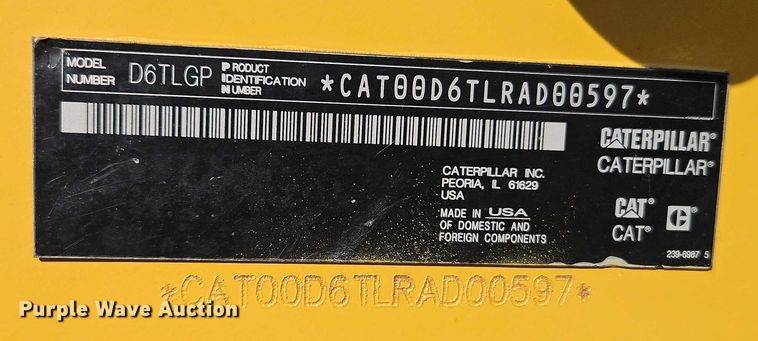 MODEL NUMBER D6TLGP PRODUCT IDENTIFICATION NUMBER *CAT00D6TLRAD00597*
CATERPILLAR®
CATERPILLAR®
CATERPILLAR INC.
PEORIA, IL 61629
USA
MADE IN USA
OF DOMESTIC AND
FOREIGN COMPONENTS
CAT® C®
CAT®
239-6987 5
*CAT00D6TLRAD00597*
Purple Wave Auction